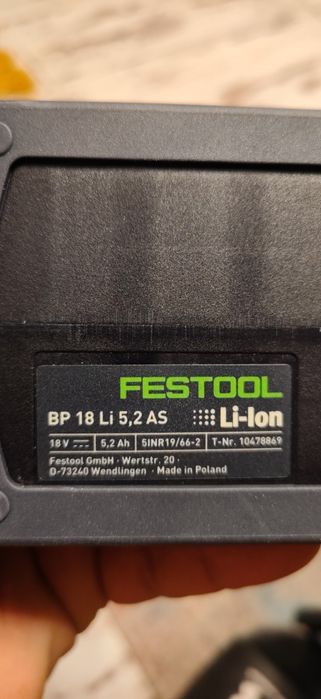 FESTOOL
BP 18 Li 5,2 AS Li-Ion
18 V 5,2 Ah 5INR19/66-2 T-Nr. 10478869
Festool GmbH · Wertstr. 20 ·
D-73240 Wendlingen · Made in Poland